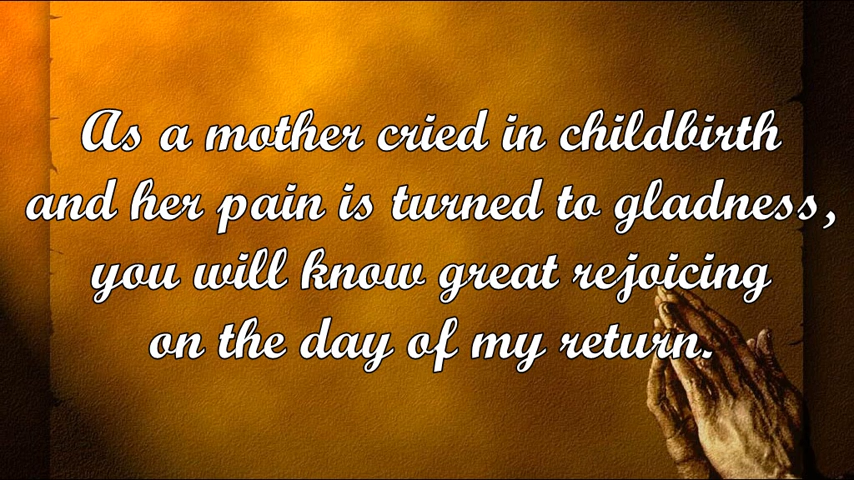 As a mother cried in childbirth
and her pain is turned to gladness,
you will know great rejoicing
on the day of my return.